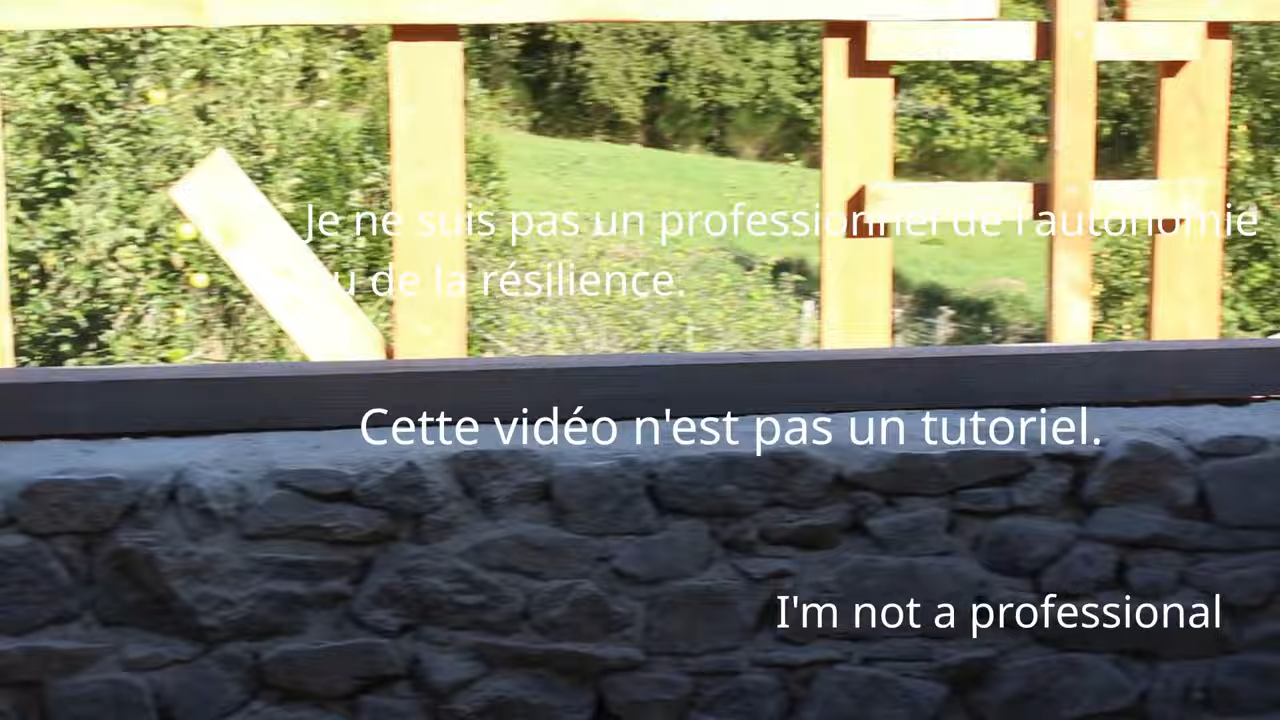 Je ne suis pas un professionnel de l'autonomie
ou de la résilience.
Cette vidéo n'est pas un tutoriel.
I'm not a professional